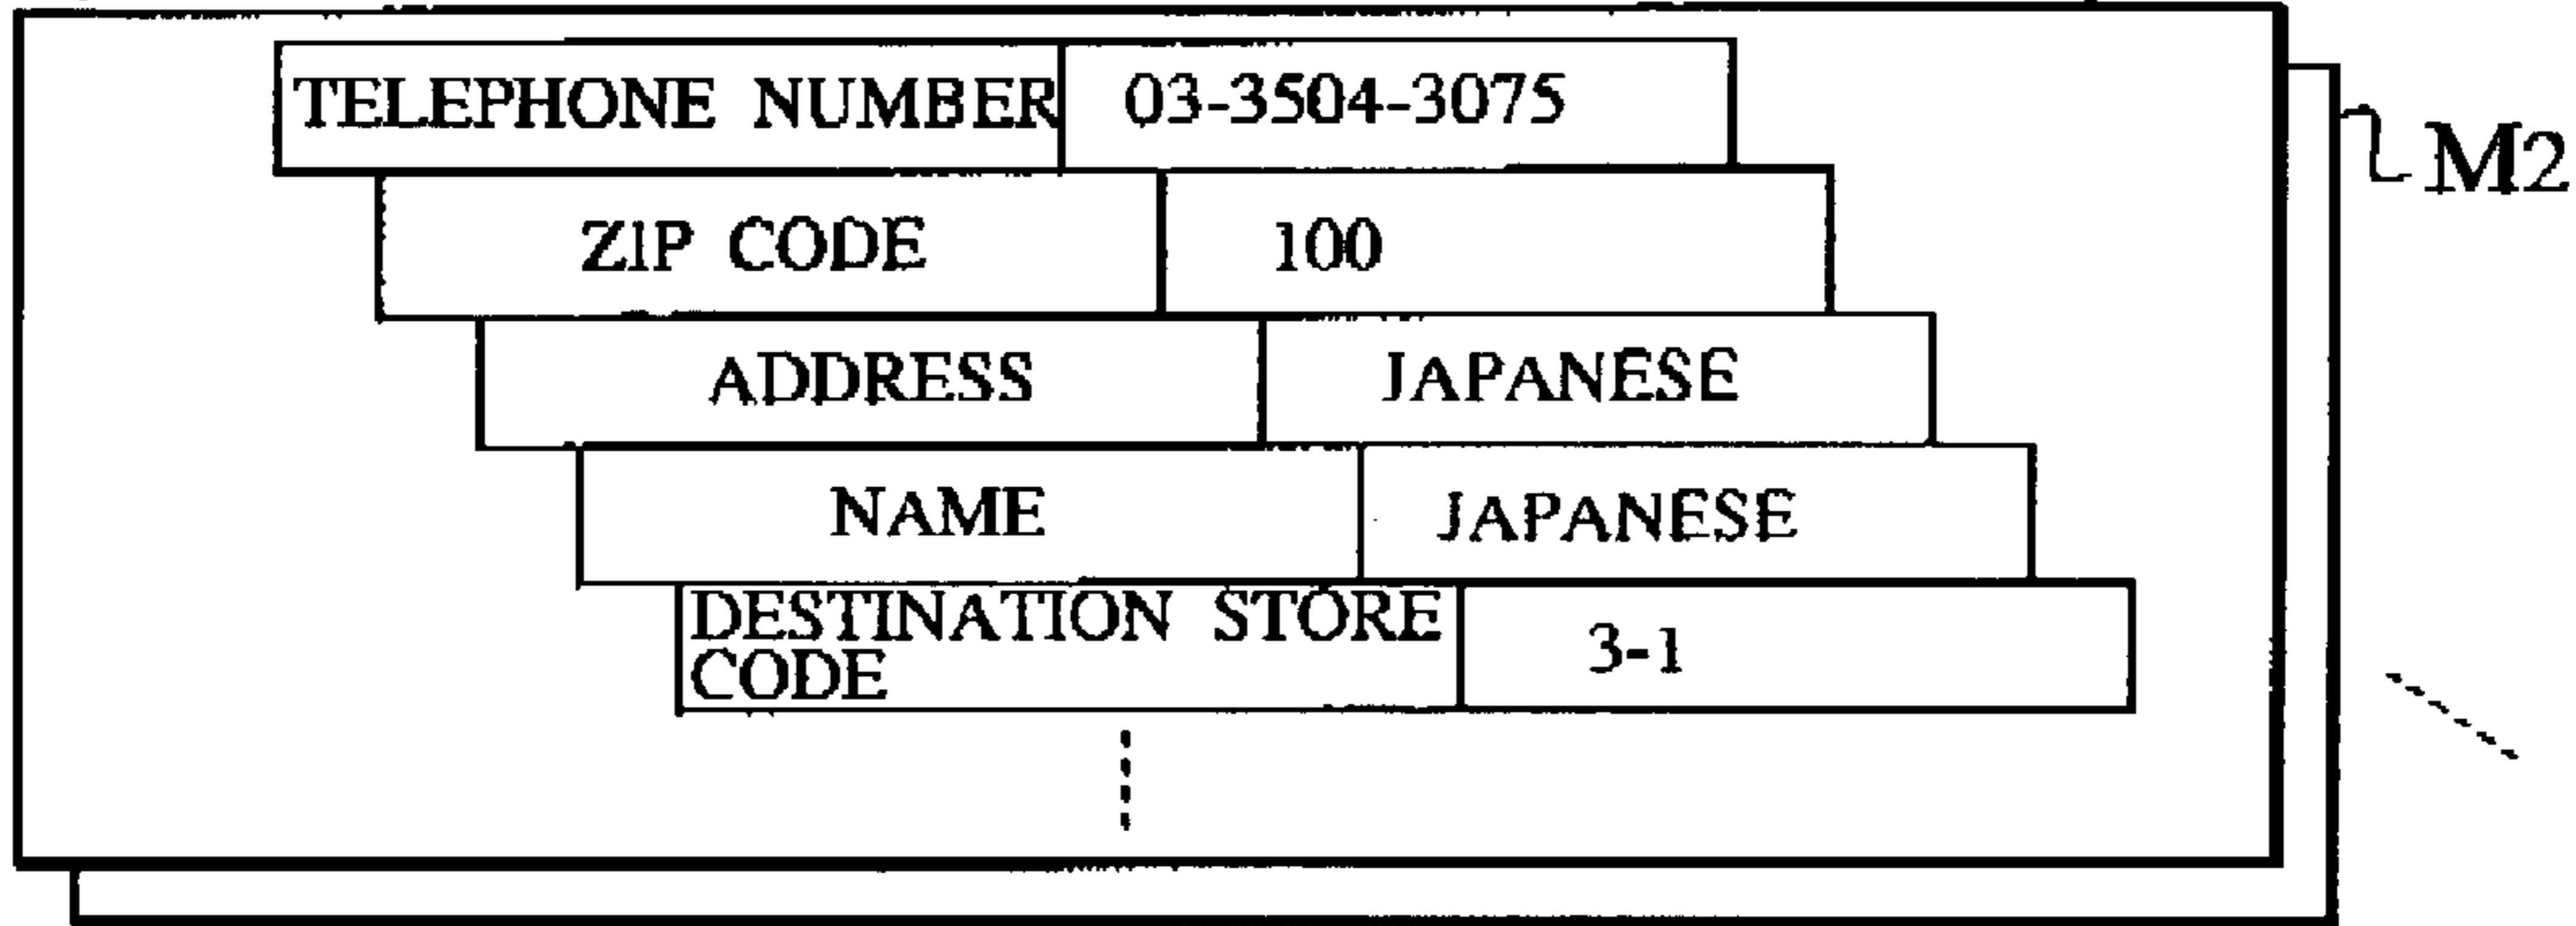 TELEPHONE NUMBER 03-3504-3075
M2
ZIP CODE 100
ADDRESS JAPANESE
NAME JAPANESE
DESTINATION STORE
CODE 3-1